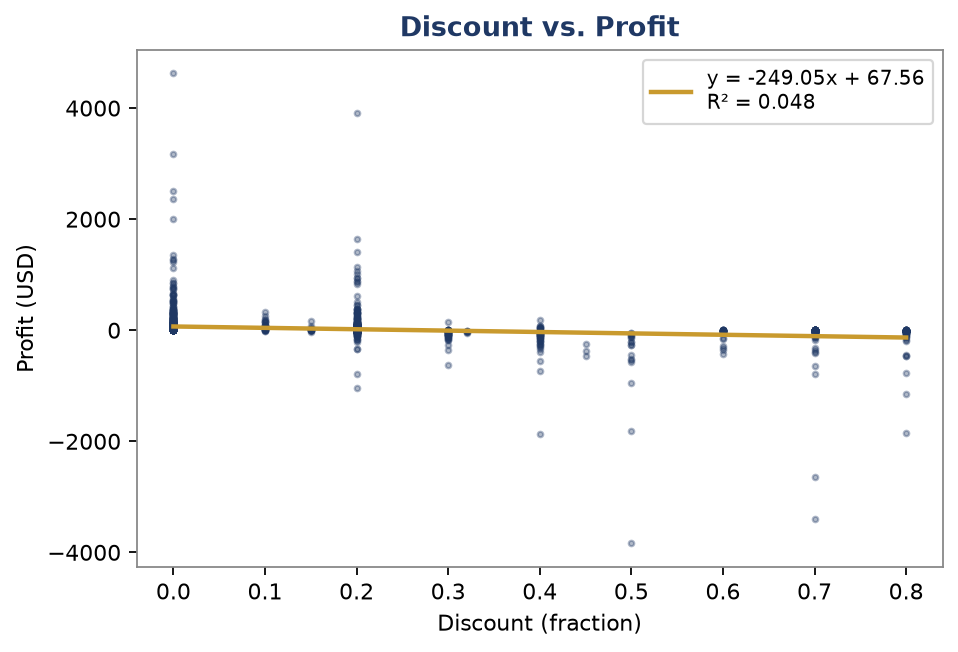 Discount vs. Profit
y = -249.05x + 67.56
R² = 0.048
4000
2000
0
−2000
−4000
Profit (USD)
0.0 0.1 0.2 0.3 0.4 0.5 0.6 0.7 0.8
Discount (fraction)